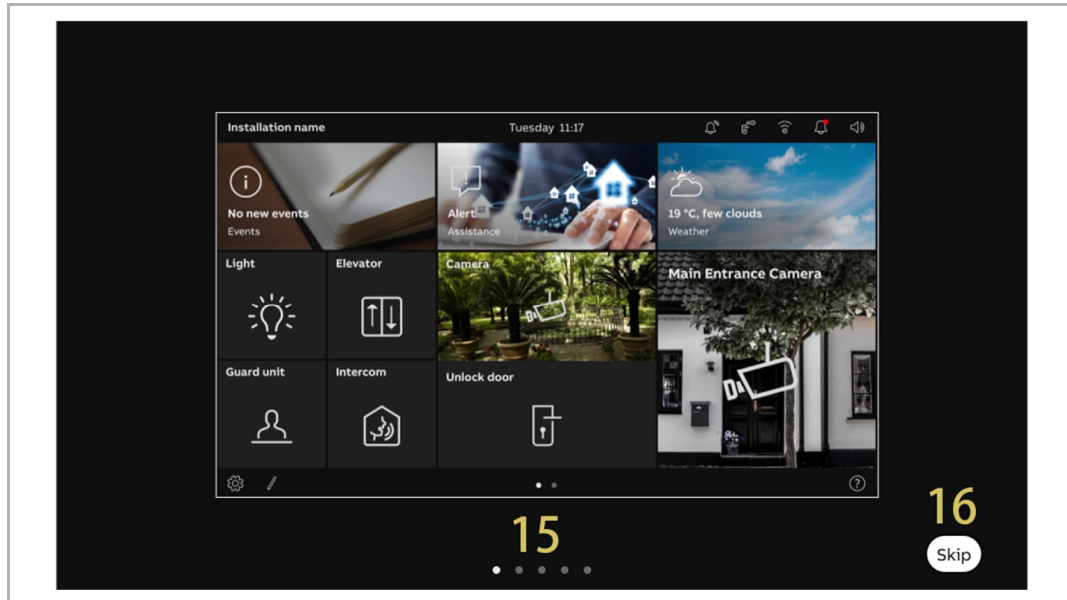 Installation name
Tuesday 11:17
No new events
Events
Alert
Assistance
19 °C, few clouds
Weather
Light
Elevator
Camera
Main Entrance Camera
Guard unit
Intercom
Unlock door
15
16
Skip